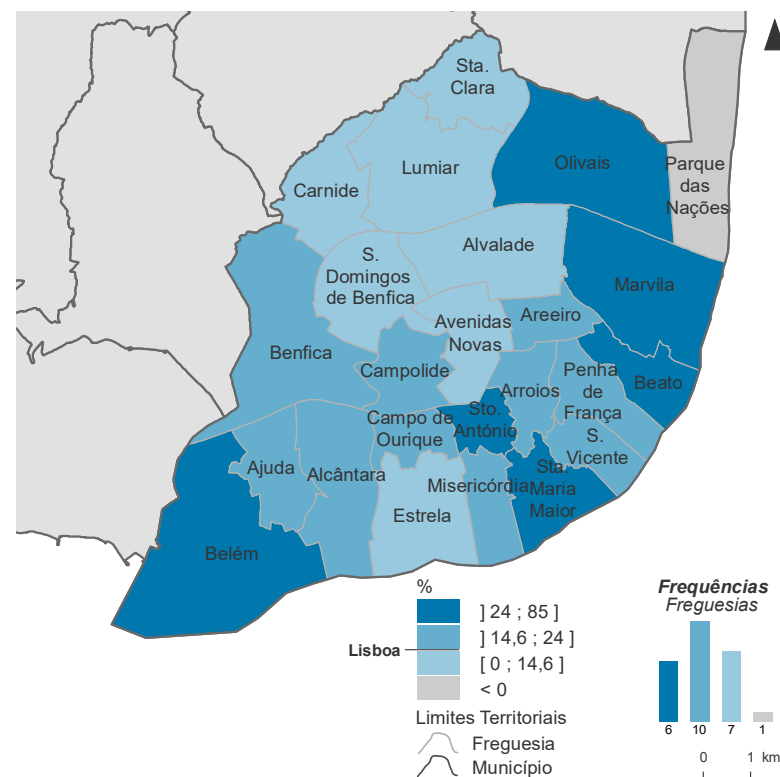 Sta.
Clara
Lumiar
Olivais
Parque
das
Nações
Carnide
Alvalade
S.
Domingos
de Benfica
Marvila
Avenidas
Novas
Areeiro
Benfica
Campolide
Arroios
Penha
de
França
Beato
Campo de
Ourique
Sto.
António
S.
Vicente
Ajuda
Alcântara
Misericórdia
Sta.
Maria
Maior
Estrela
Belém
%
] 24 ; 85 ]
] 14,6 ; 24 ]
Lisboa
[ 0 ; 14,6 ]
< 0
Limites Territoriais
Freguesia
Município
Frequências
Freguesias
6 10 7 1
0 1 km